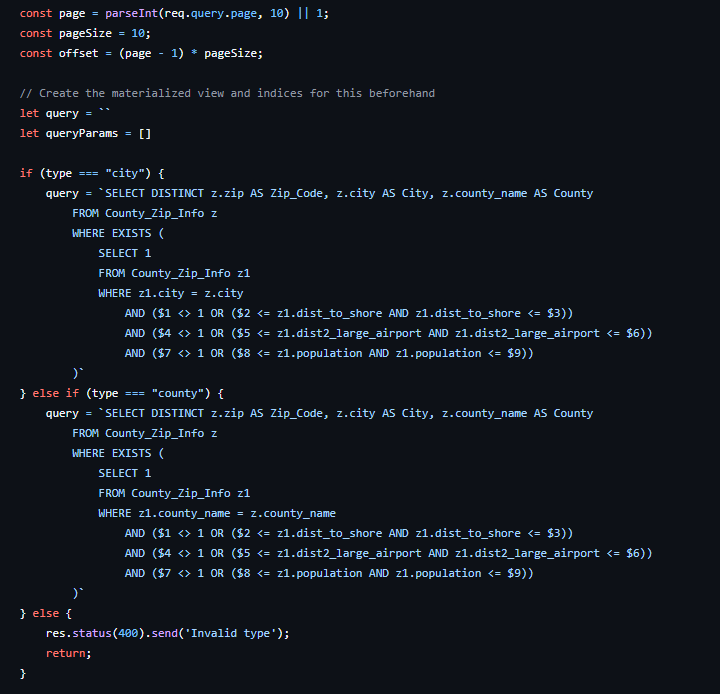 const page = parseInt(req.query.page, 10) || 1;
const pageSize = 10;
const offset = (page - 1) * pageSize;

// Create the materialized view and indices for this beforehand
let query = ``
let queryParams = []

if (type === "city") {
    query = `SELECT DISTINCT z.zip AS Zip_Code, z.city AS City, z.county_name AS County
        FROM County_Zip_Info z
        WHERE EXISTS (
            SELECT 1
            FROM County_Zip_Info z1
            WHERE z1.city = z.city
                AND ($1 <> 1 OR ($2 <= z1.dist_to_shore AND z1.dist_to_shore <= $3))
                AND ($4 <> 1 OR ($5 <= z1.dist2_large_airport AND z1.dist2_large_airport <= $6))
                AND ($7 <> 1 OR ($8 <= z1.population AND z1.population <= $9))
        )`
} else if (type === "county") {
    query = `SELECT DISTINCT z.zip AS Zip_Code, z.city AS City, z.county_name AS County
        FROM County_Zip_Info z
        WHERE EXISTS (
            SELECT 1
            FROM County_Zip_Info z1
            WHERE z1.county_name = z.county_name
                AND ($1 <> 1 OR ($2 <= z1.dist_to_shore AND z1.dist_to_shore <= $3))
                AND ($4 <> 1 OR ($5 <= z1.dist2_large_airport AND z1.dist2_large_airport <= $6))
                AND ($7 <> 1 OR ($8 <= z1.population AND z1.population <= $9))
        )`
} else {
    res.status(400).send('Invalid type');
    return;
}